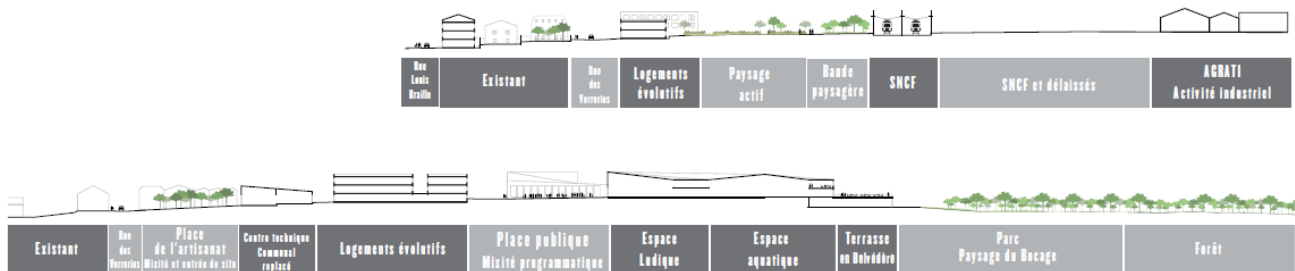 Rue
Louis
Braille
Existant
Rue
des
Verreries
Logements
évolutifs
Paysage
actif
Bande
paysagère
SNCF
SNCF et délaissés
AGRATI
Activité industriel
Existant
Rue
des
Verreries
Place
de l'artisanat
Mixité et entrée de site
Centre technique
Communal
replacé
Logements évolutifs
Place publique
Mixité programmatique
Espace
Ludique
Espace
aquatique
Terrasse
en Belvédère
Parc
Paysage du Bocage
Forêt